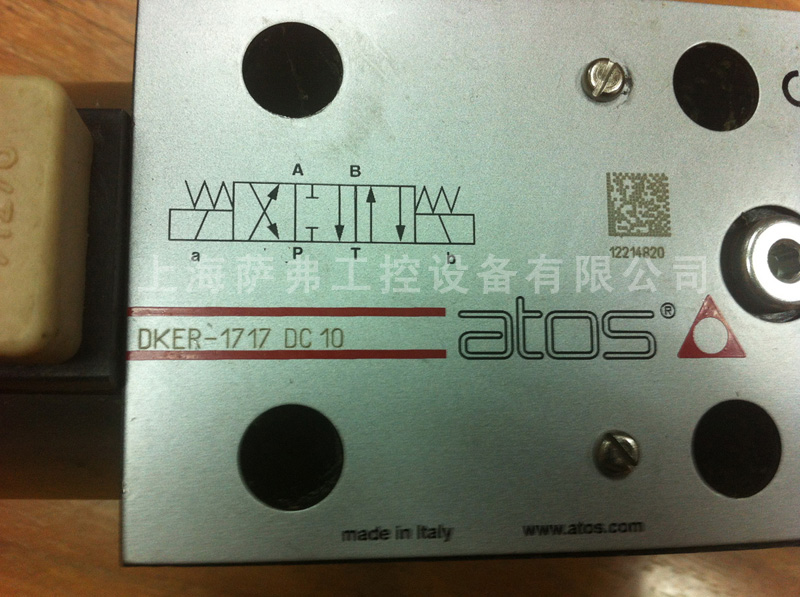 A B
12214820
a P T b
上海萨弗工控设备有限公司
DKER-1717 DC 10
atos®
made in Italy
www.atos.com